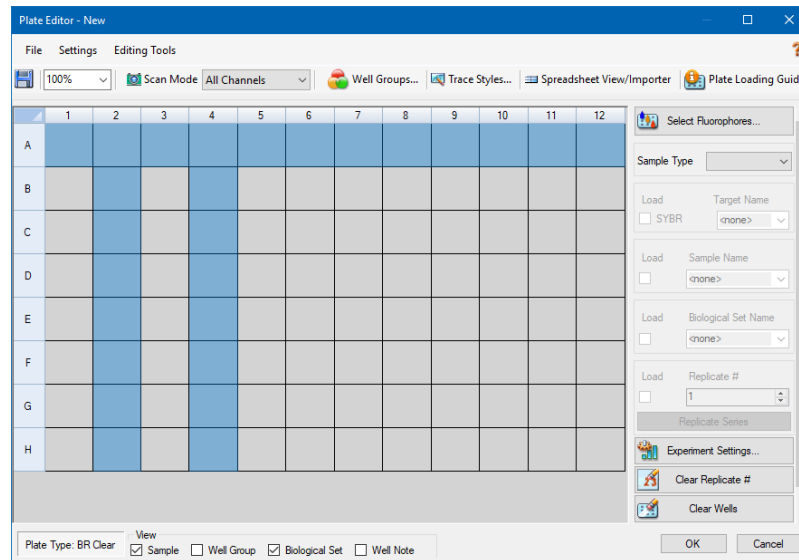 Plate Editor - New
File Settings Editing Tools
100% Scan Mode All Channels Well Groups... Trace Styles... Spreadsheet View/Importer Plate Loading Guid
1 2 3 4 5 6 7 8 9 10 11 12
A
B
C
D
E
F
G
H
Select Fluorophores...
Sample Type
Load Target Name
SYBR <none>
Load Sample Name
<none>
Load Biological Set Name
<none>
Load Replicate #
1
Replicate Series
Experiment Settings...
Clear Replicate #
Clear Wells
Plate Type: BR Clear
View
Sample Well Group Biological Set Well Note
OK Cancel